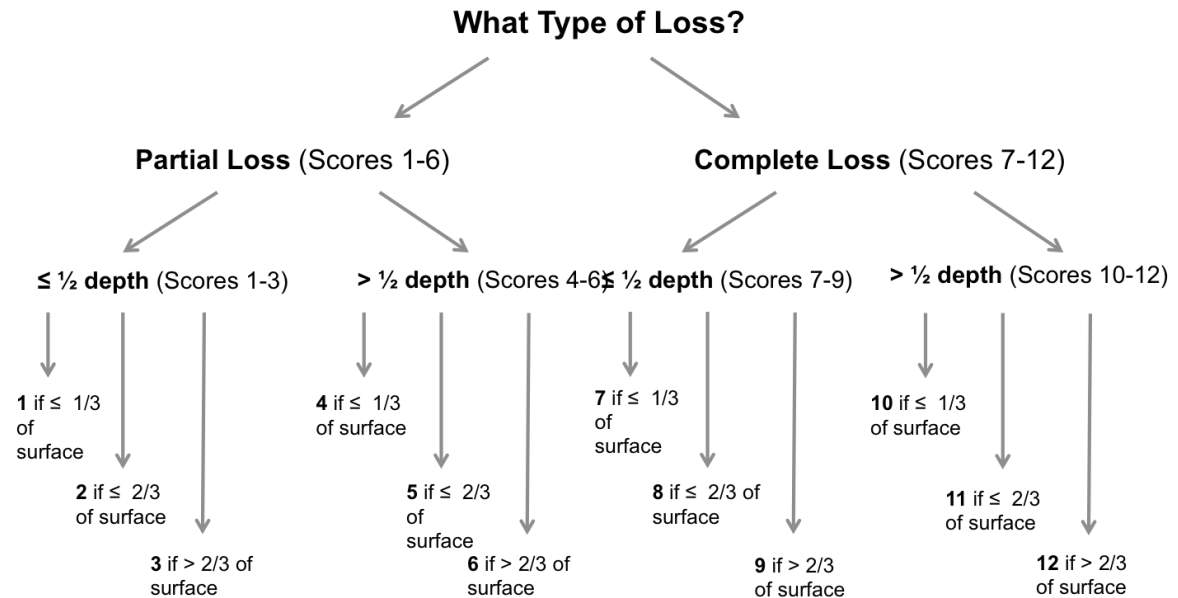 What Type of Loss?
Partial Loss (Scores 1-6)
Complete Loss (Scores 7-12)
≤ ½ depth (Scores 1-3)
> ½ depth (Scores 4-6)
≤ ½ depth (Scores 7-9)
> ½ depth (Scores 10-12)
1 if ≤ 1/3
of
surface
2 if ≤ 2/3
of surface
3 if > 2/3 of
surface
4 if ≤ 1/3
of surface
5 if ≤ 2/3
of
surface
6 if > 2/3 of
surface
7 if ≤ 1/3
of
surface
8 if ≤ 2/3 of
surface
9 if > 2/3
of surface
10 if ≤ 1/3
of surface
11 if ≤ 2/3
of surface
12 if > 2/3
of surface